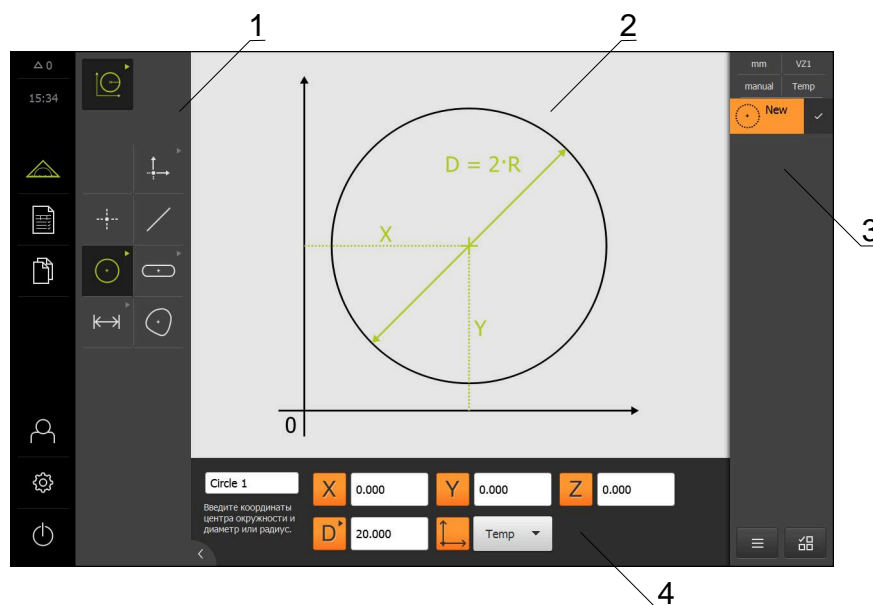 1
2
△ 0
15:34
mm
VZ1
manual
Temp
New
3
D = 2·R
X
Y
0
Circle 1
X
0.000
Y
0.000
Z
0.000
Введите координаты
центра окружности и
диаметр или радиус.
D
20.000
Temp
4